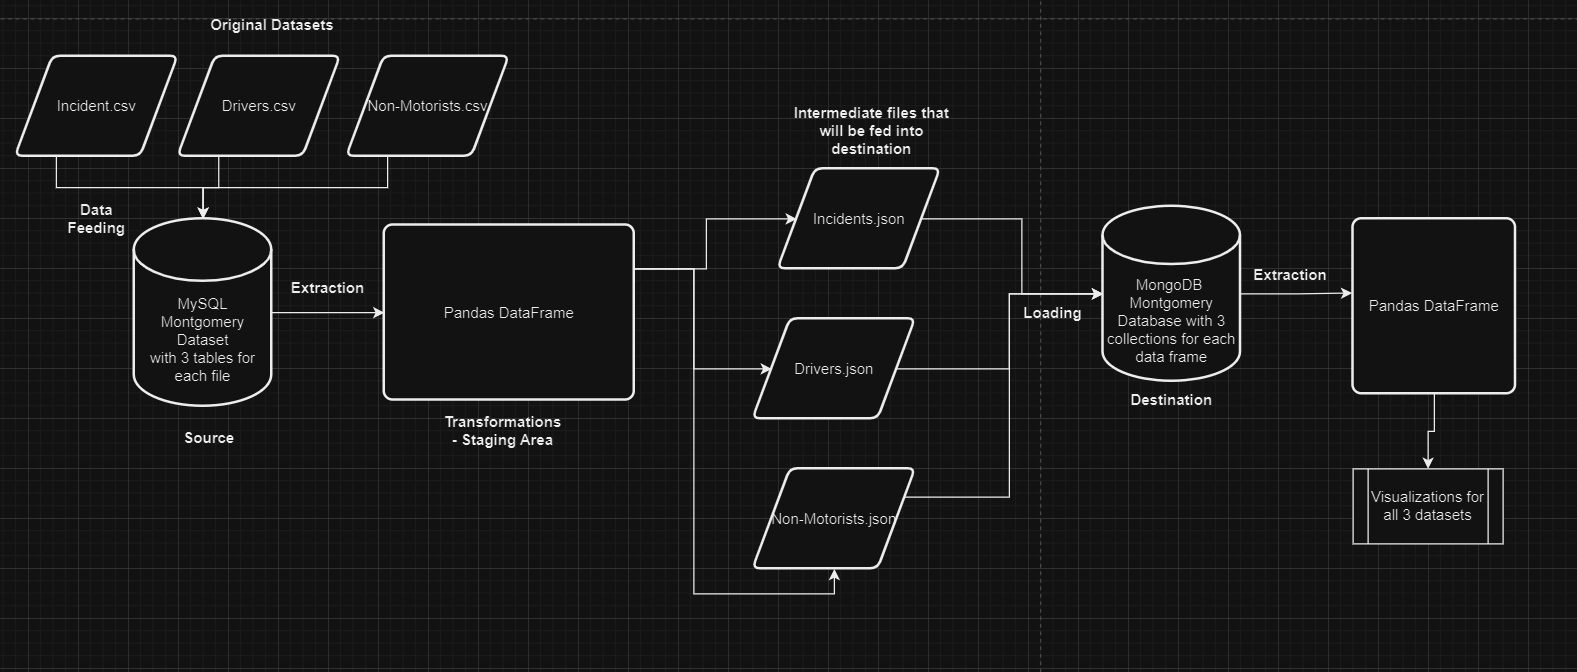 Original Datasets
Incident.csv
Drivers.csv
Non-Motorists.csv
Data
Feeding
MySQL
Montgomery
Dataset
with 3 tables for
each file
Source
Extraction
Pandas DataFrame
Transformations
- Staging Area
Intermediate files that
will be fed into
destination
Incidents.json
Drivers.json
Non-Motorists.json
Loading
MongoDB
Montgomery
Database with 3
collections for each
data frame
Destination
Extraction
Pandas DataFrame
Visualizations for
all 3 datasets